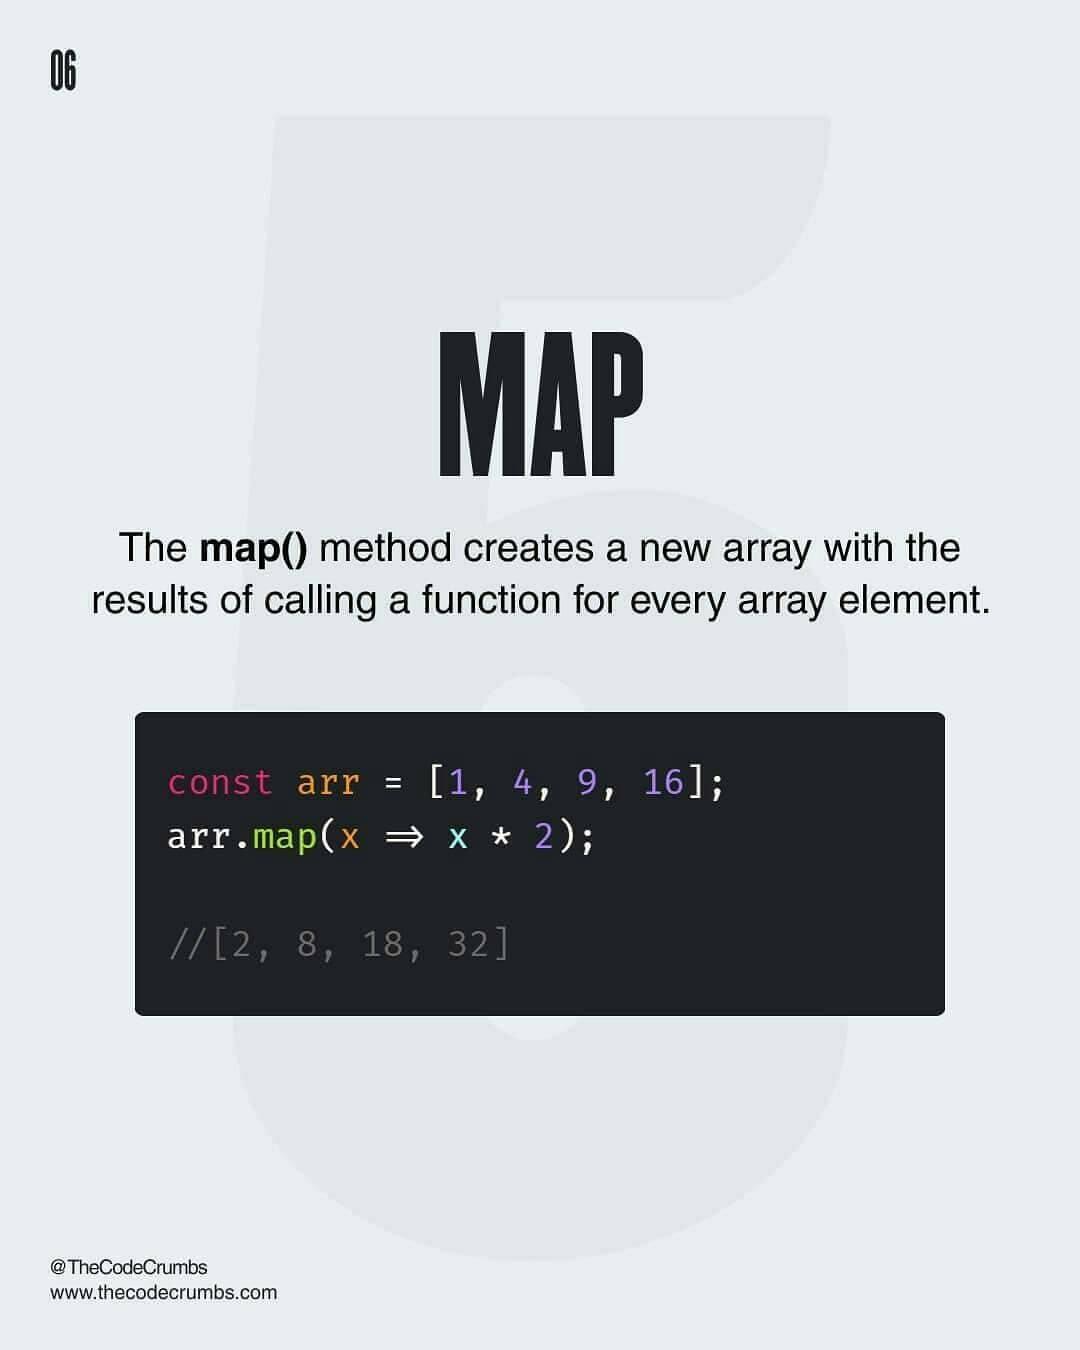 06
5
MAP
The map() method creates a new array with the
results of calling a function for every array element.
const arr = [1, 4, 9, 16];
arr.map(x => x * 2);
//[2, 8, 18, 32]
@TheCodeCrumbs
www.thecodecrumbs.com